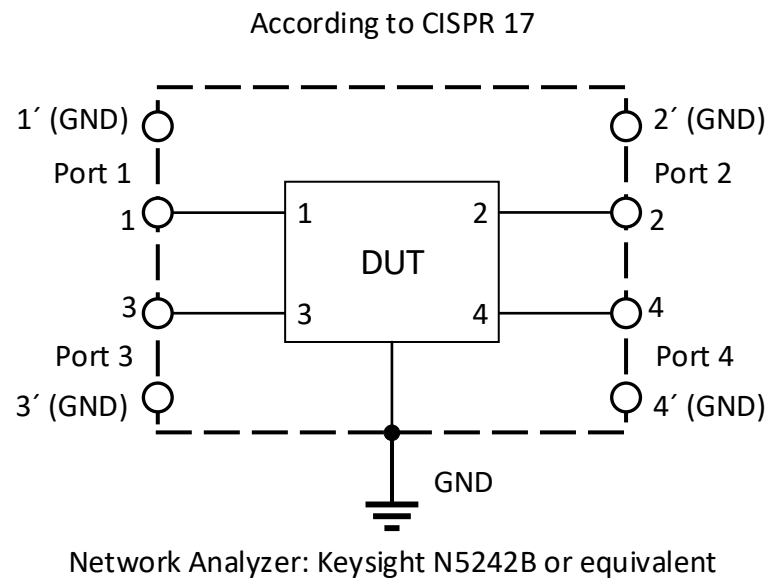 According to CISPR 17
1´ (GND)
2´ (GND)
Port 1
Port 2
1
1
2
2
DUT
3
3
4
4
Port 3
Port 4
3´ (GND)
4´ (GND)
GND
Network Analyzer: Keysight N5242B or equivalent